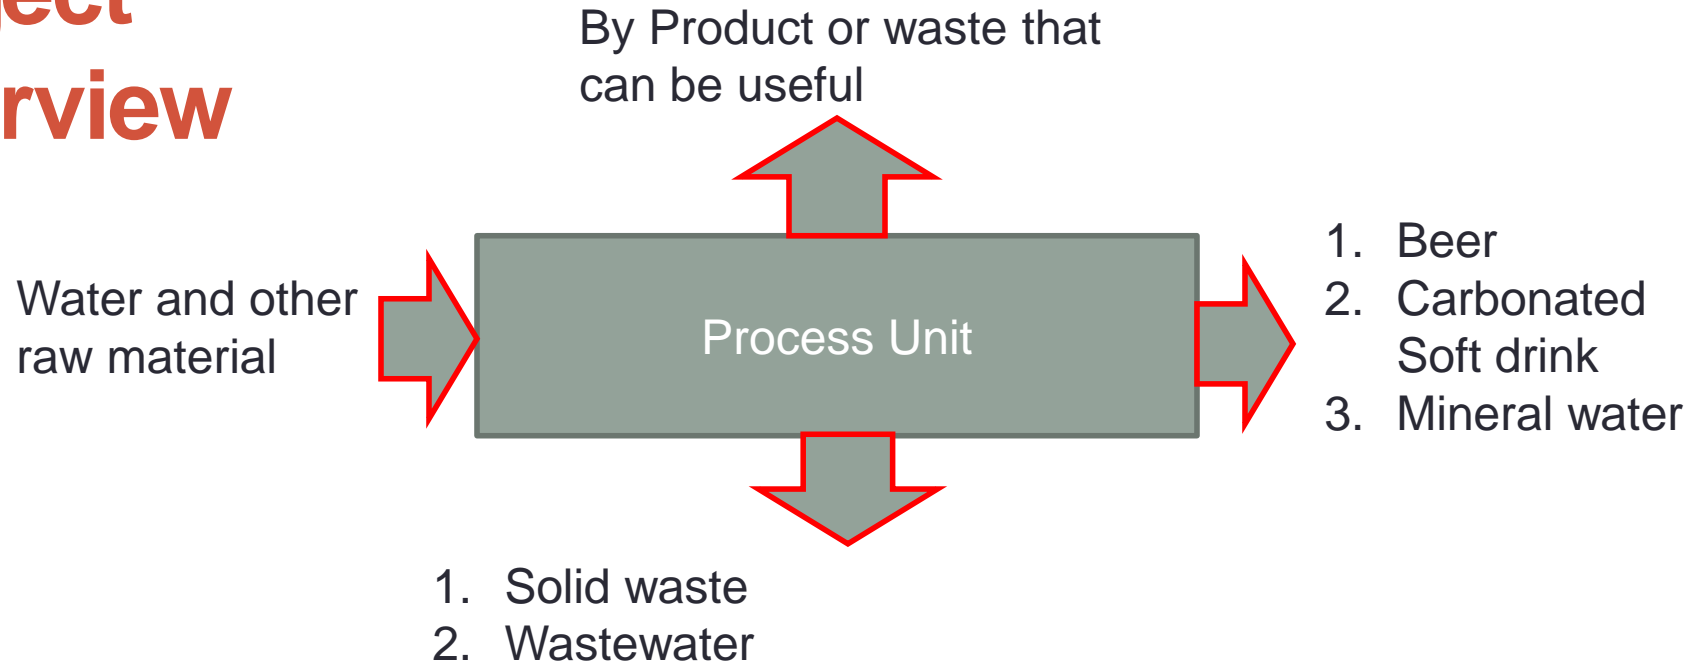 rview
By Product or waste that
can be useful
Water and other
raw material
Process Unit
1. Beer
2. Carbonated
Soft drink
3. Mineral water
1. Solid waste
2. Wastewater